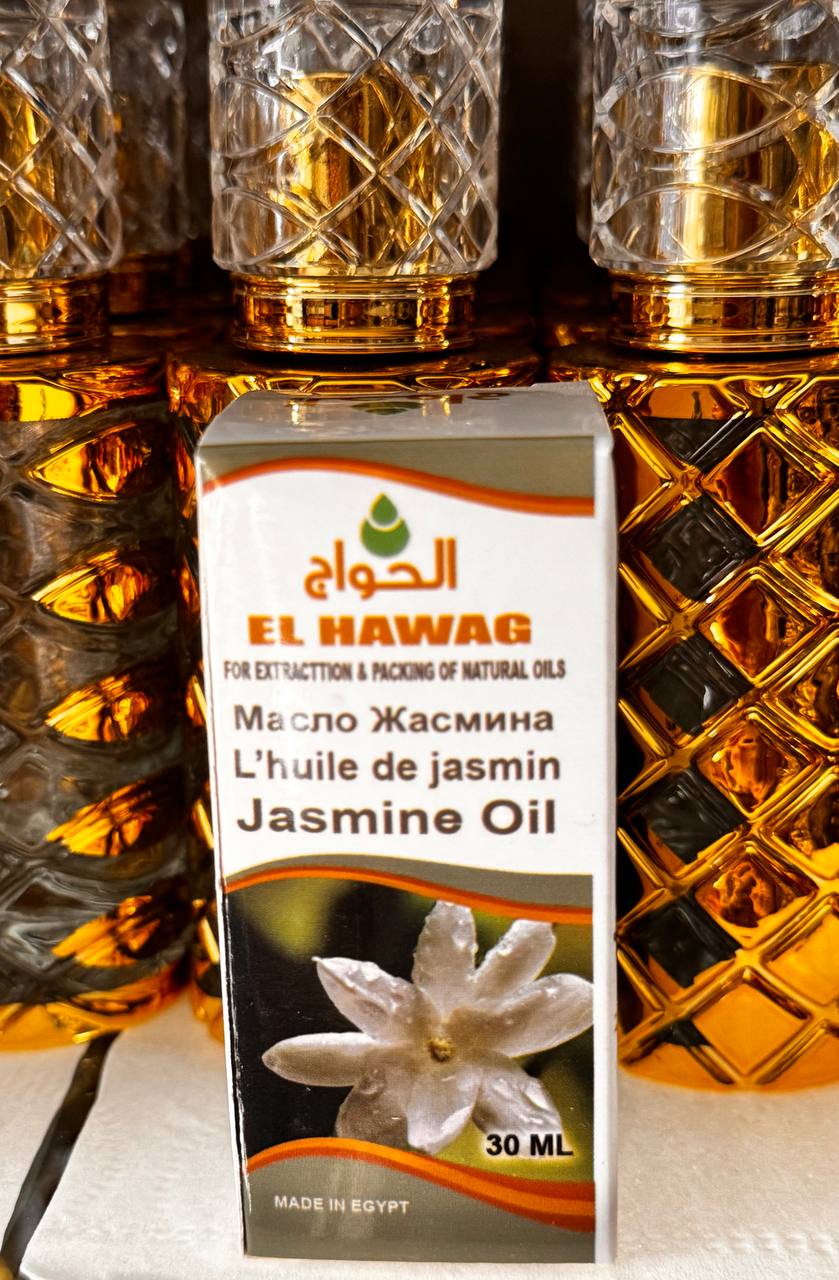 الحواج
EL HAWAG
FOR EXTRACTTION & PACKING OF NATURAL OILS
Масло Жасмина
L'huile de jasmin
Jasmine Oil
30 ML
MADE IN EGYPT